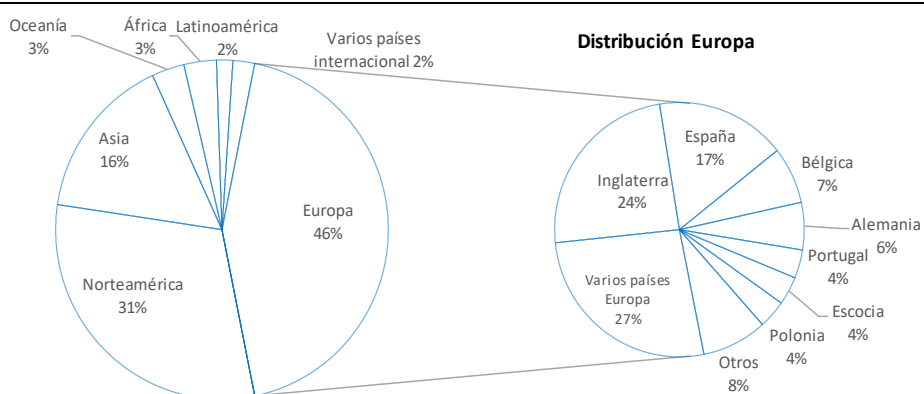 Oceanía
3%
África
3%
Latinoamérica
2%
Varios países
internacional 2%
Distribución Europa
Asia
16%
Europa
46%
Norteamérica
31%
España
17%
Bélgica
7%
Inglaterra
24%
Alemania
6%
Portugal
4%
Varios países
Europa
27%
Escocia
4%
Polonia
4%
Otros
8%